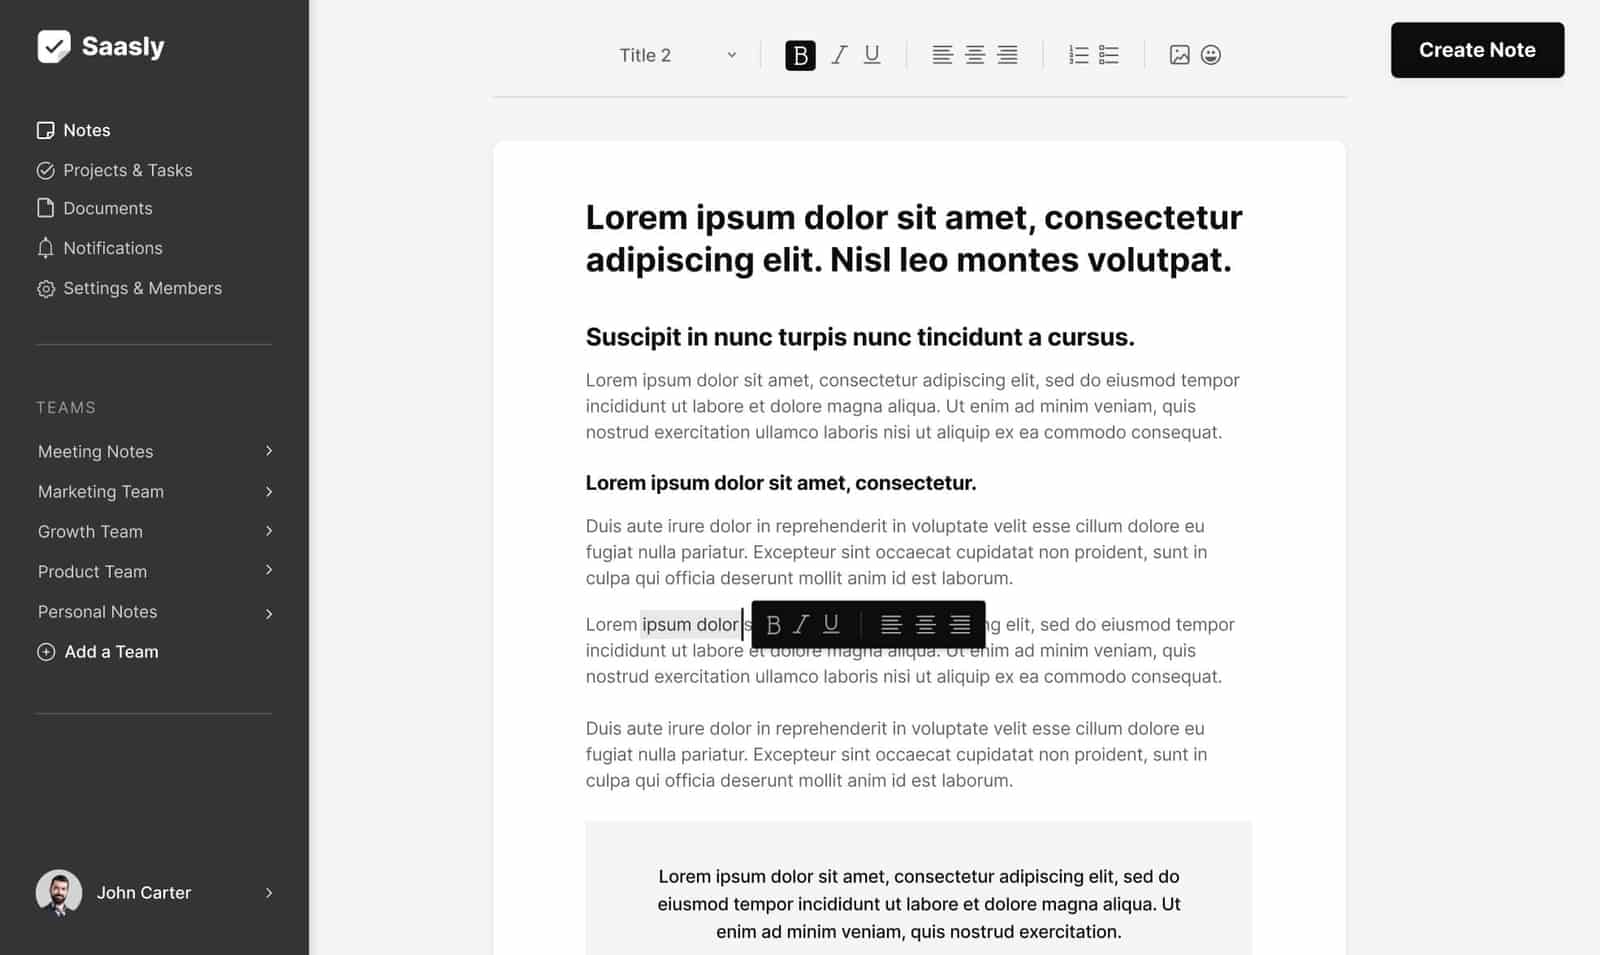 Saasly
Notes
Projects & Tasks
Documents
Notifications
Settings & Members
TEAMS
Meeting Notes
Marketing Team
Growth Team
Product Team
Personal Notes
Add a Team
John Carter
Title 2
B I U
Create Note
Lorem ipsum dolor sit amet, consectetur
adipiscing elit. Nisl leo montes volutpat.
Suscipit in nunc turpis nunc tincidunt a cursus.
Lorem ipsum dolor sit amet, consectetur adipiscing elit, sed do eiusmod tempor
incididunt ut labore et dolore magna aliqua. Ut enim ad minim veniam, quis
nostrud exercitation ullamco laboris nisi ut aliquip ex ea commodo consequat.
Lorem ipsum dolor sit amet, consectetur.
Duis aute irure dolor in reprehenderit in voluptate velit esse cillum dolore eu
fugiat nulla pariatur. Excepteur sint occaecat cupidatat non proident, sunt in
culpa qui officia deserunt mollit anim id est laborum.
Lorem ipsum dolor s B I U ng elit, sed do eiusmod tempor
incididunt ut labore et dolore magna aliqua. Ut enim ad minim veniam, quis
nostrud exercitation ullamco laboris nisi ut aliquip ex ea commodo consequat.
Duis aute irure dolor in reprehenderit in voluptate velit esse cillum dolore eu
fugiat nulla pariatur. Excepteur sint occaecat cupidatat non proident, sunt in
culpa qui officia deserunt mollit anim id est laborum.
Lorem ipsum dolor sit amet, consectetur adipiscing elit, sed do
eiusmod tempor incididunt ut labore et dolore magna aliqua. Ut
enim ad minim veniam, quis nostrud exercitation.